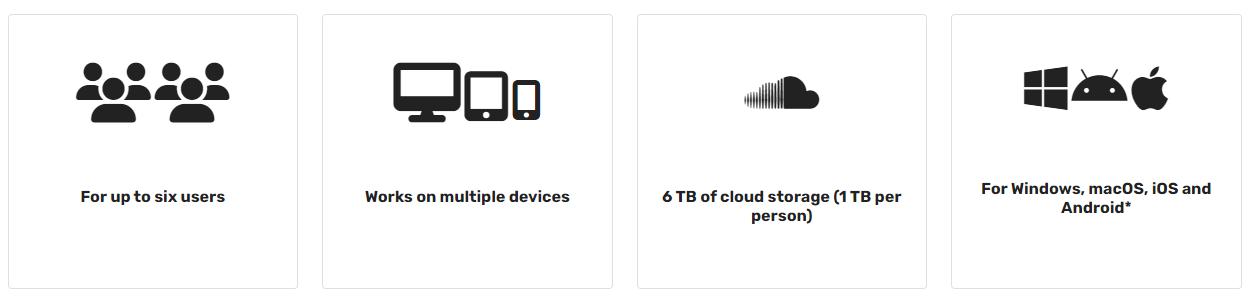 For up to six users
Works on multiple devices
6 TB of cloud storage (1 TB per
person)
For Windows, macOS, iOS and
Android*